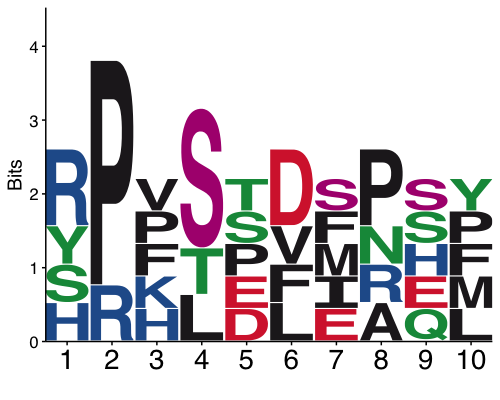 Bits
4
3
2
1
0
R Y S H
P R
V P F K H
S T L
T S P E D
D V F L
S F M I E
P N R A
S S H E Q
Y P F M L
1 2 3 4 5 6 7 8 9 10